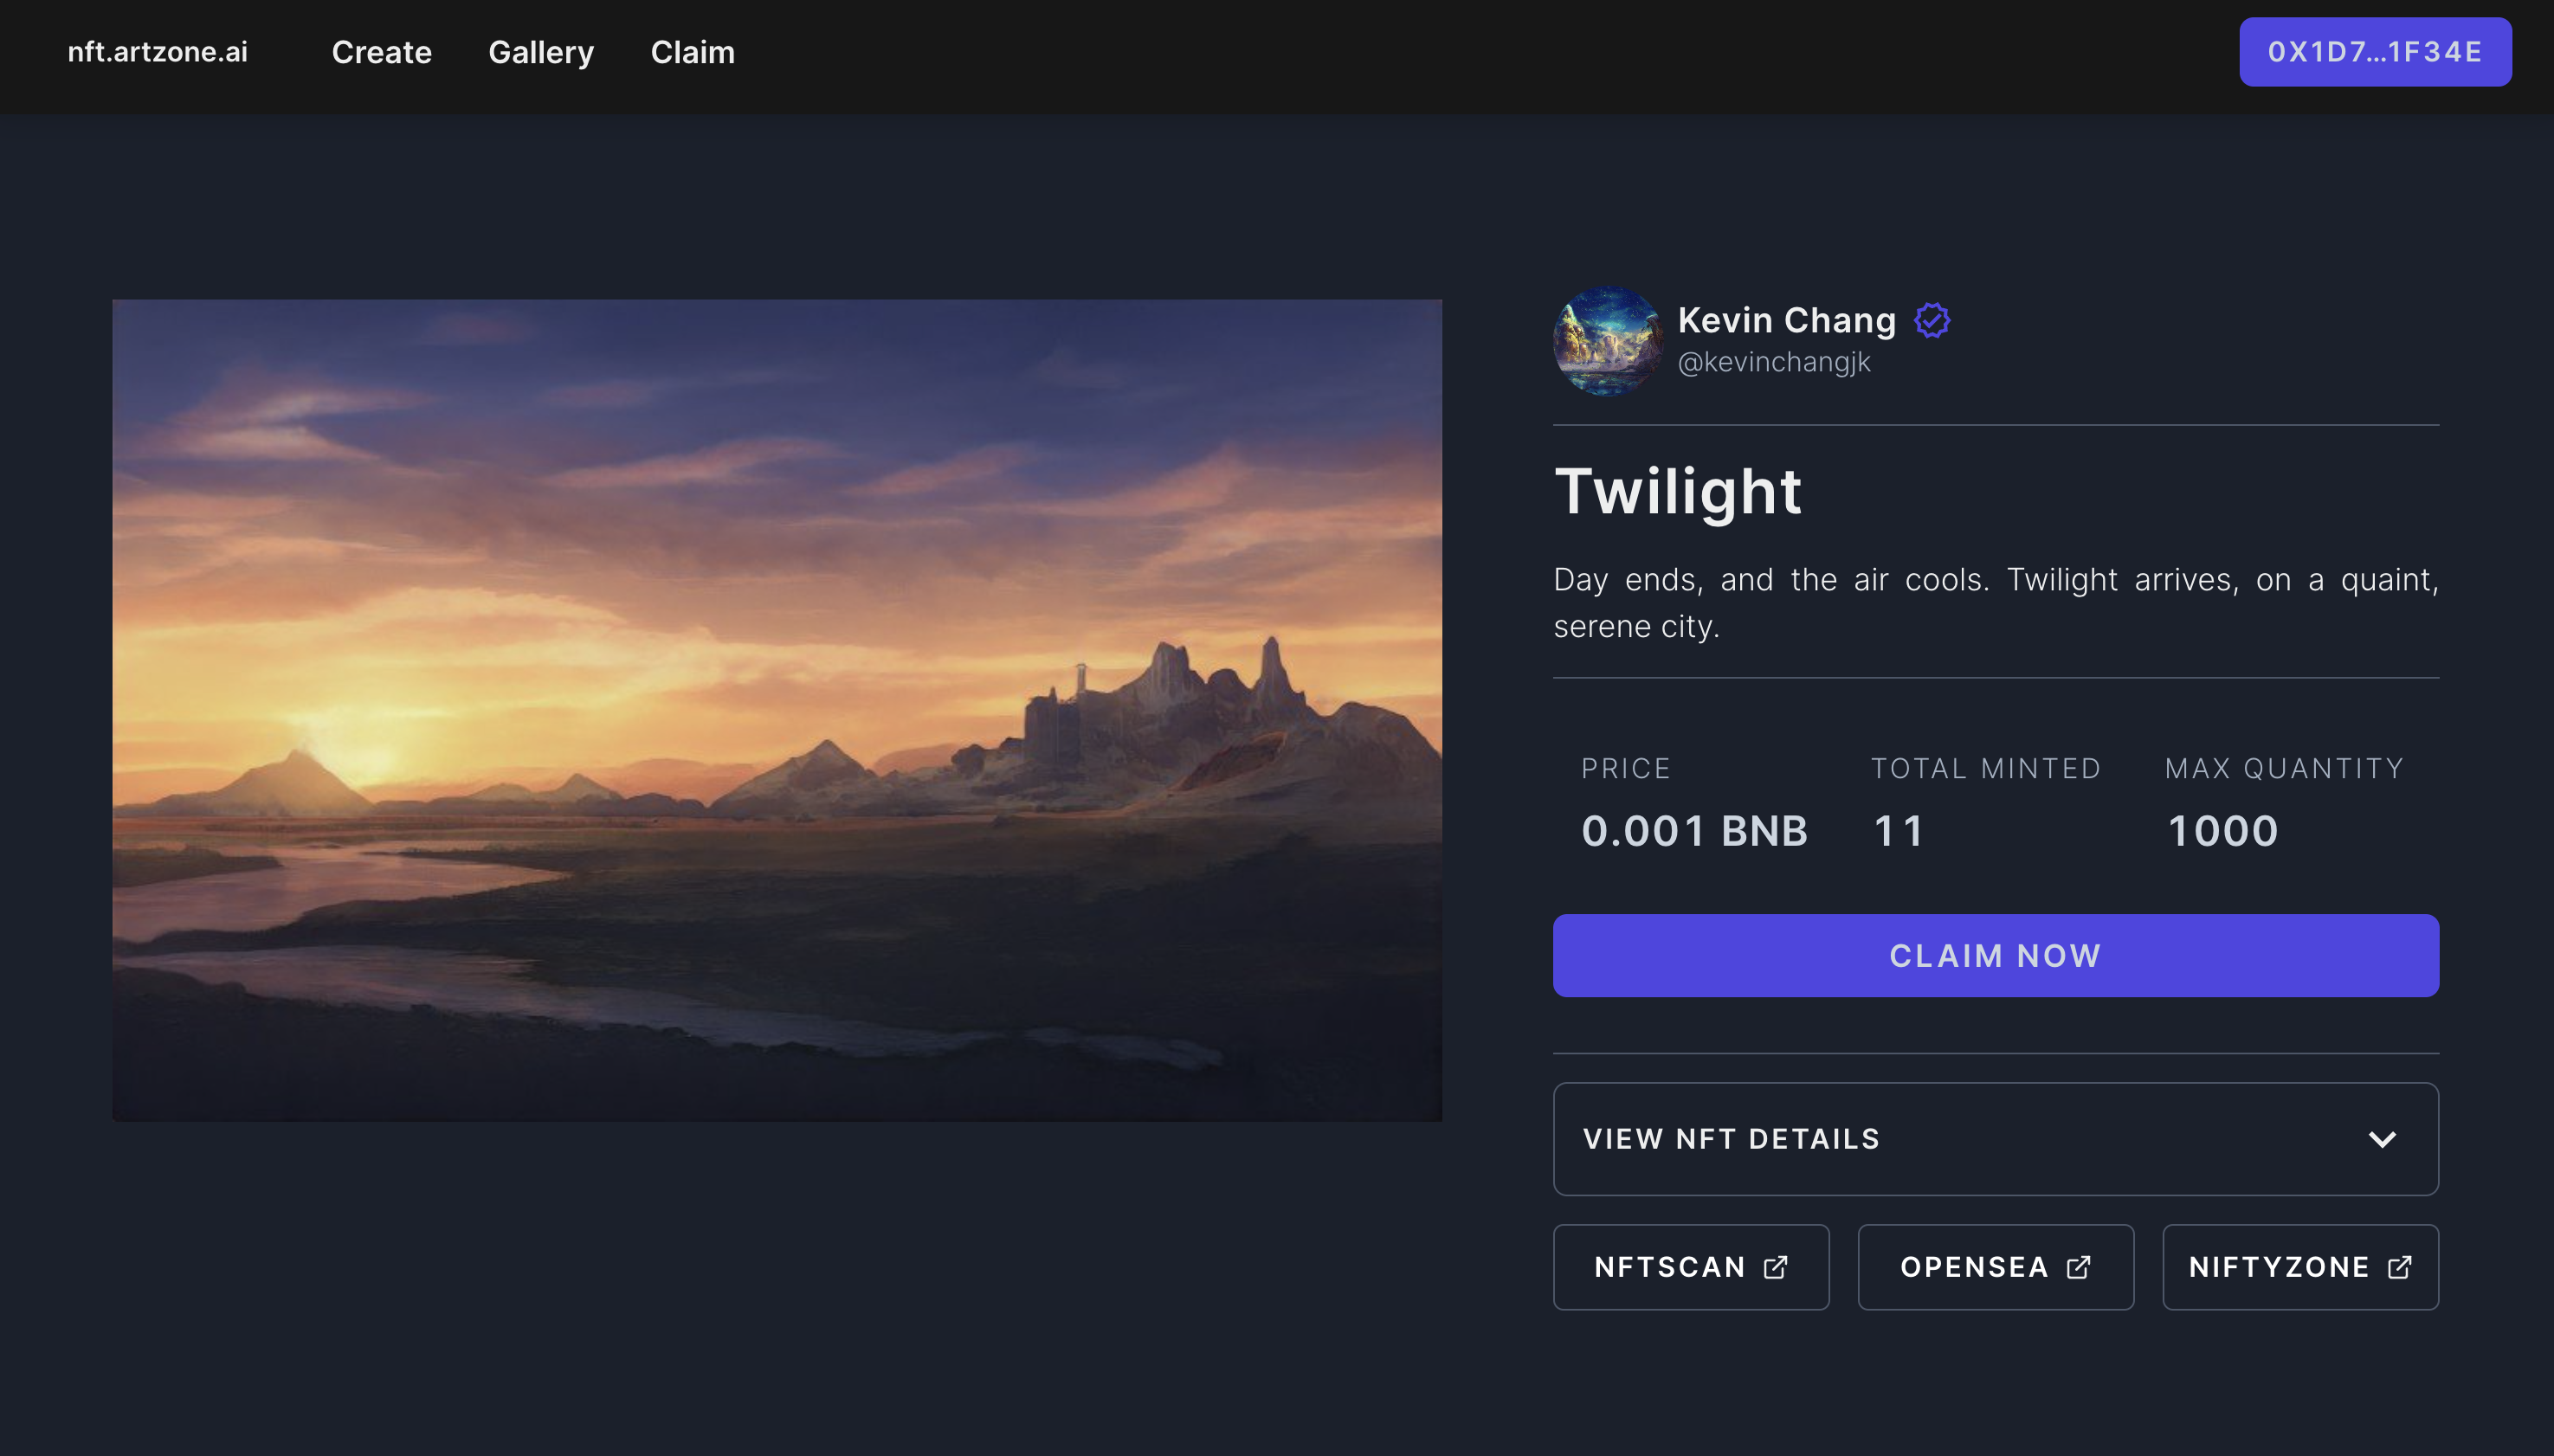 nft.artzone.ai Create Gallery Claim 0X1D7...1F34E
Kevin Chang
@kevinchangjk
Twilight
Day ends, and the air cools. Twilight arrives, on a quaint,
serene city.
PRICE TOTAL MINTED MAX QUANTITY
0.001 BNB 11 1000
CLAIM NOW
VIEW NFT DETAILS
NFTSCAN OPENSEA NIFTYZONE